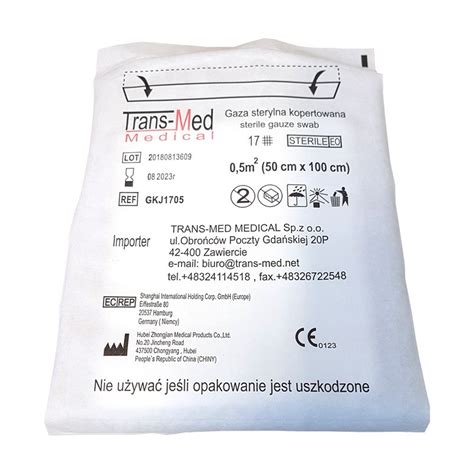 Trans-Med
Medical
Gaza sterylna kopertowana
sterile gauze swab
17 # STERILE EO
LOT 20180813609
08 2023r
0,5m² (50 cm x 100 cm)
REF GKJ1705
2
TRANS-MED MEDICAL Sp.z o.o.
Importer ul.Obrońców Poczty Gdańskiej 20P
42-400 Zawiercie
e-mail: biuro@trans-med.net
tel.+48324114518 , fax.+48326722548
EC REP Shanghai International Holding Corp. GmbH (Europe)
Eiffestraße 80
20537 Hamburg
Germany ( Niemcy)
Hubei Zhongjian Medical Products Co., Ltd
No.20 Jincheng Road
437500 Chongyang , Hubei
People's Republic of China (CHINY)
CE 0123
Nie używać jeśli opakowanie jest uszkodzone